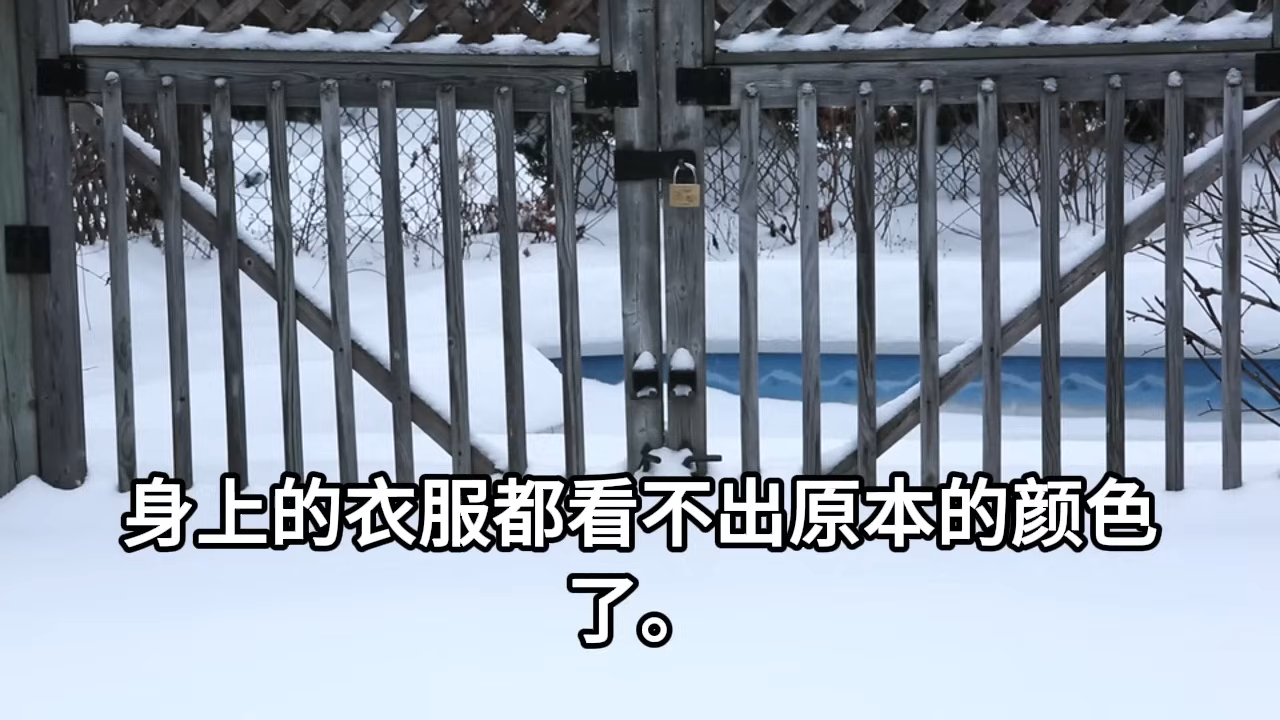 身上的衣服都看不出原本的颜色
了。